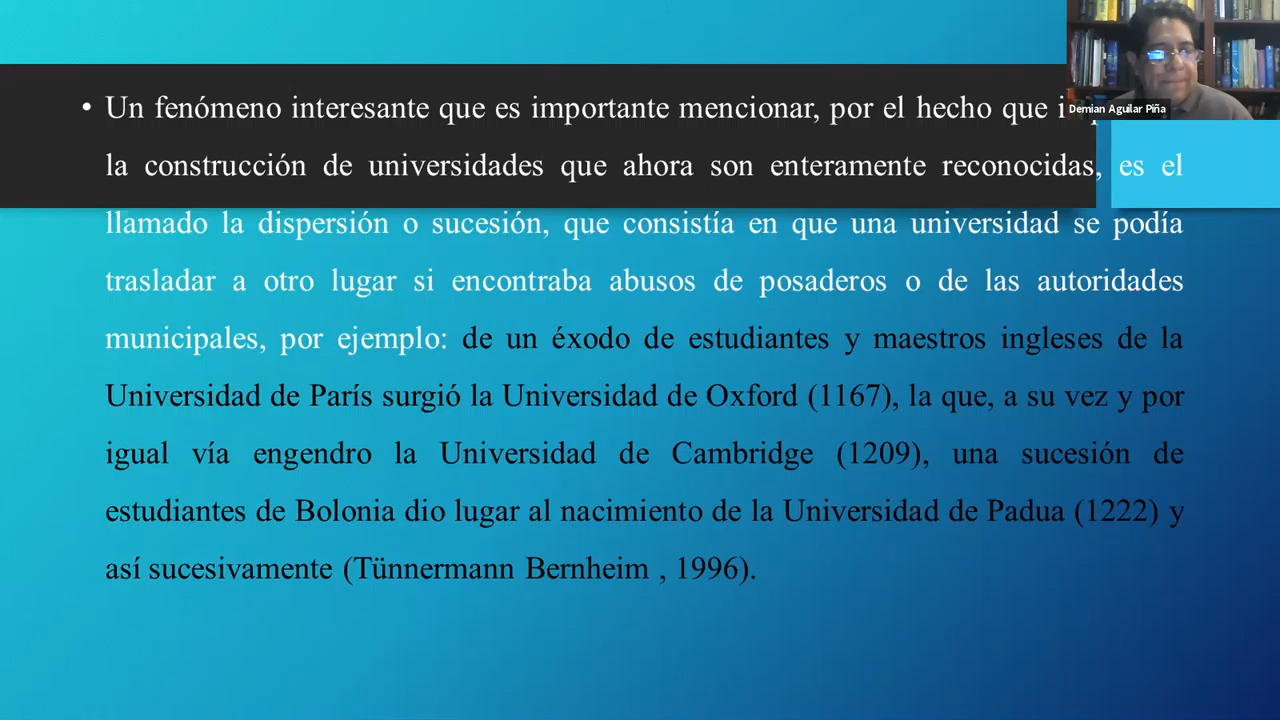 • Un fenómeno interesante que es importante mencionar, por el hecho que
Demian Aguilar Piña
la construcción de universidades que ahora son enteramente reconocidas, es el
llamado la dispersión o sucesión, que consistía en que una universidad se podía
trasladar a otro lugar si encontraba abusos de posaderos o de las autoridades
municipales, por ejemplo: de un éxodo de estudiantes y maestros ingleses de la
Universidad de París surgió la Universidad de Oxford (1167), la que, a su vez y por
igual vía engendro la Universidad de Cambridge (1209), una sucesión de
estudiantes de Bolonia dio lugar al nacimiento de la Universidad de Padua (1222) y
así sucesivamente (Tünnermann Bernheim , 1996).